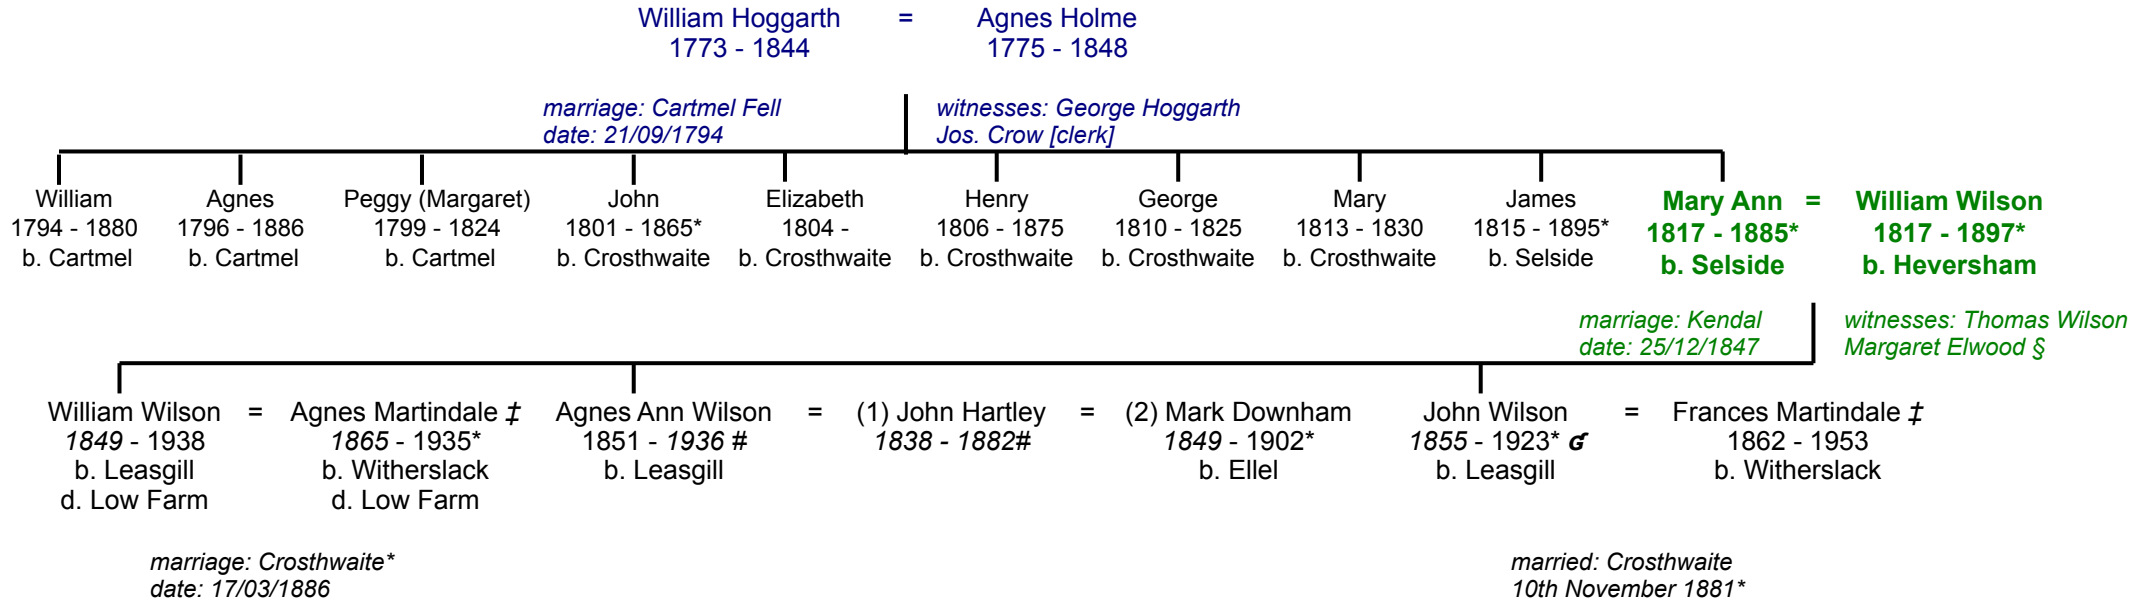 William Hoggarth = Agnes Holme
1773 - 1844 1775 - 1848
marriage: Cartmel Fell witnesses: George Hoggarth
date: 21/09/1794 Jos. Crow [clerk]
William Agnes Peggy (Margaret) John Elizabeth Henry George Mary James Mary Ann = William Wilson
1794 - 1880 1796 - 1886 1799 - 1824 1801 - 1865* 1804 - 1806 - 1875 1810 - 1825 1813 - 1830 1815 - 1895* 1817 - 1885* 1817 - 1897*
b. Cartmel b. Cartmel b. Cartmel b. Crosthwaite b. Crosthwaite b. Crosthwaite b. Crosthwaite b. Crosthwaite b. Selside b. Selside b. Heversham
marriage: Kendal witnesses: Thomas Wilson
date: 25/12/1847 Margaret Elwood §
William Wilson = Agnes Martindale ‡ Agnes Ann Wilson = (1) John Hartley = (2) Mark Downham John Wilson = Frances Martindale ‡
1849 - 1938 1865 - 1935* 1851 - 1936 # 1838 - 1882# 1849 - 1902* 1855 - 1923* 1862 - 1953
b. Leasgill b. Witherslack b. Leasgill b. Ellel b. Leasgill b. Witherslack
d. Low Farm d. Low Farm
marriage: Crosthwaite* married: Crosthwaite
date: 17/03/1886 10th November 1881*